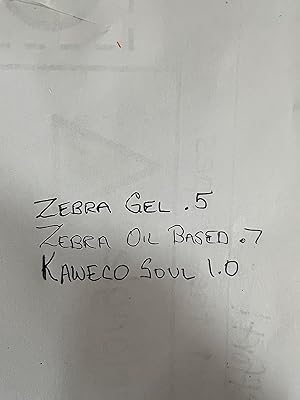 ZEBRA GEL .5
ZEBRA OIL BASED .7
KAWECO SOUL 1.0